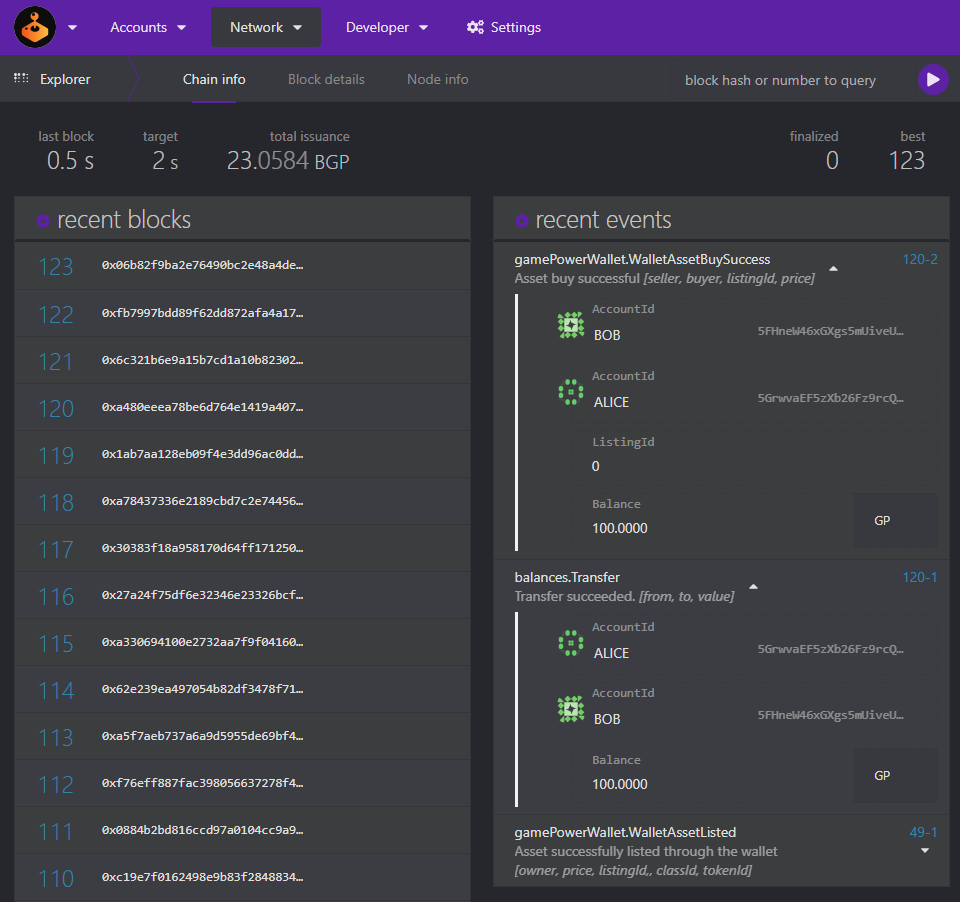 Accounts
Network
Developer
Settings
Explorer
Chain info
Block details
Node info
block hash or number to query
last block
0.5 s
target
2 s
total issuance
23.0584 BGP
finalized
0
best
123
recent blocks
123 0x06b82f9ba2e76490bc2e48a4de…
122 0xfb7997bdd89f62dd872afa4a17…
121 0x6c321b6e9a15b7cd1a10b82302…
120 0xa480eeea78be6d764e1419a407…
119 0x1ab7aa128eb09f4e3dd96ac0dd…
118 0xa78437336e2189cbd7c2e74456…
117 0x30383f18a958170d64ff171250…
116 0x27a24f75df6e32346e23326bcf…
115 0xa330694100e2732aa7f9f04160…
114 0x62e239ea497054b82df3478f71…
113 0xa5f7aeb737a6a9d5955de69bf4…
112 0xf76eff887fac398056637278f4…
111 0x0884b2bd816ccd97a0104cc9a9…
110 0xc19e7f0162498e9b83f2848834…
recent events
gamePowerWallet.WalletAssetBuySuccess 120-2
Asset buy successful [seller, buyer, listingId, price]
AccountId
BOB 5FHneW46xGXgs5mUiveU…
AccountId
ALICE 5GrwvaEF5zXb26Fz9rcQ…
ListingId
0
Balance
100.0000 GP
balances.Transfer 120-1
Transfer succeeded. [from, to, value]
AccountId
ALICE 5GrwvaEF5zXb26Fz9rcQ…
AccountId
BOB 5FHneW46xGXgs5mUiveU…
Balance
100.0000 GP
gamePowerWallet.WalletAssetListed 49-1
Asset successfully listed through the wallet
[owner, price, listingId,, classId, tokenId]